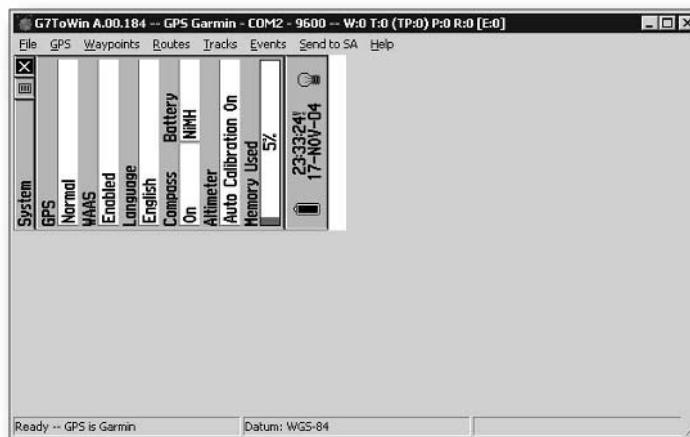 G7ToWin A.00.184 -- GPS Garmin - COM2 - 9600 -- W:0 T:0 (TP:0) P:0 R:0 [E:0]
File GPS Waypoints Routes Tracks Events Send to SA Help
System
GPS
Normal
WAAS
Enabled
Language
English
Compass Battery
On NiMH
Altimeter
Auto Calibration On
Memory Used
5%
23:33:24!
17-NOV-04
Ready -- GPS is Garmin Datum: WGS-84